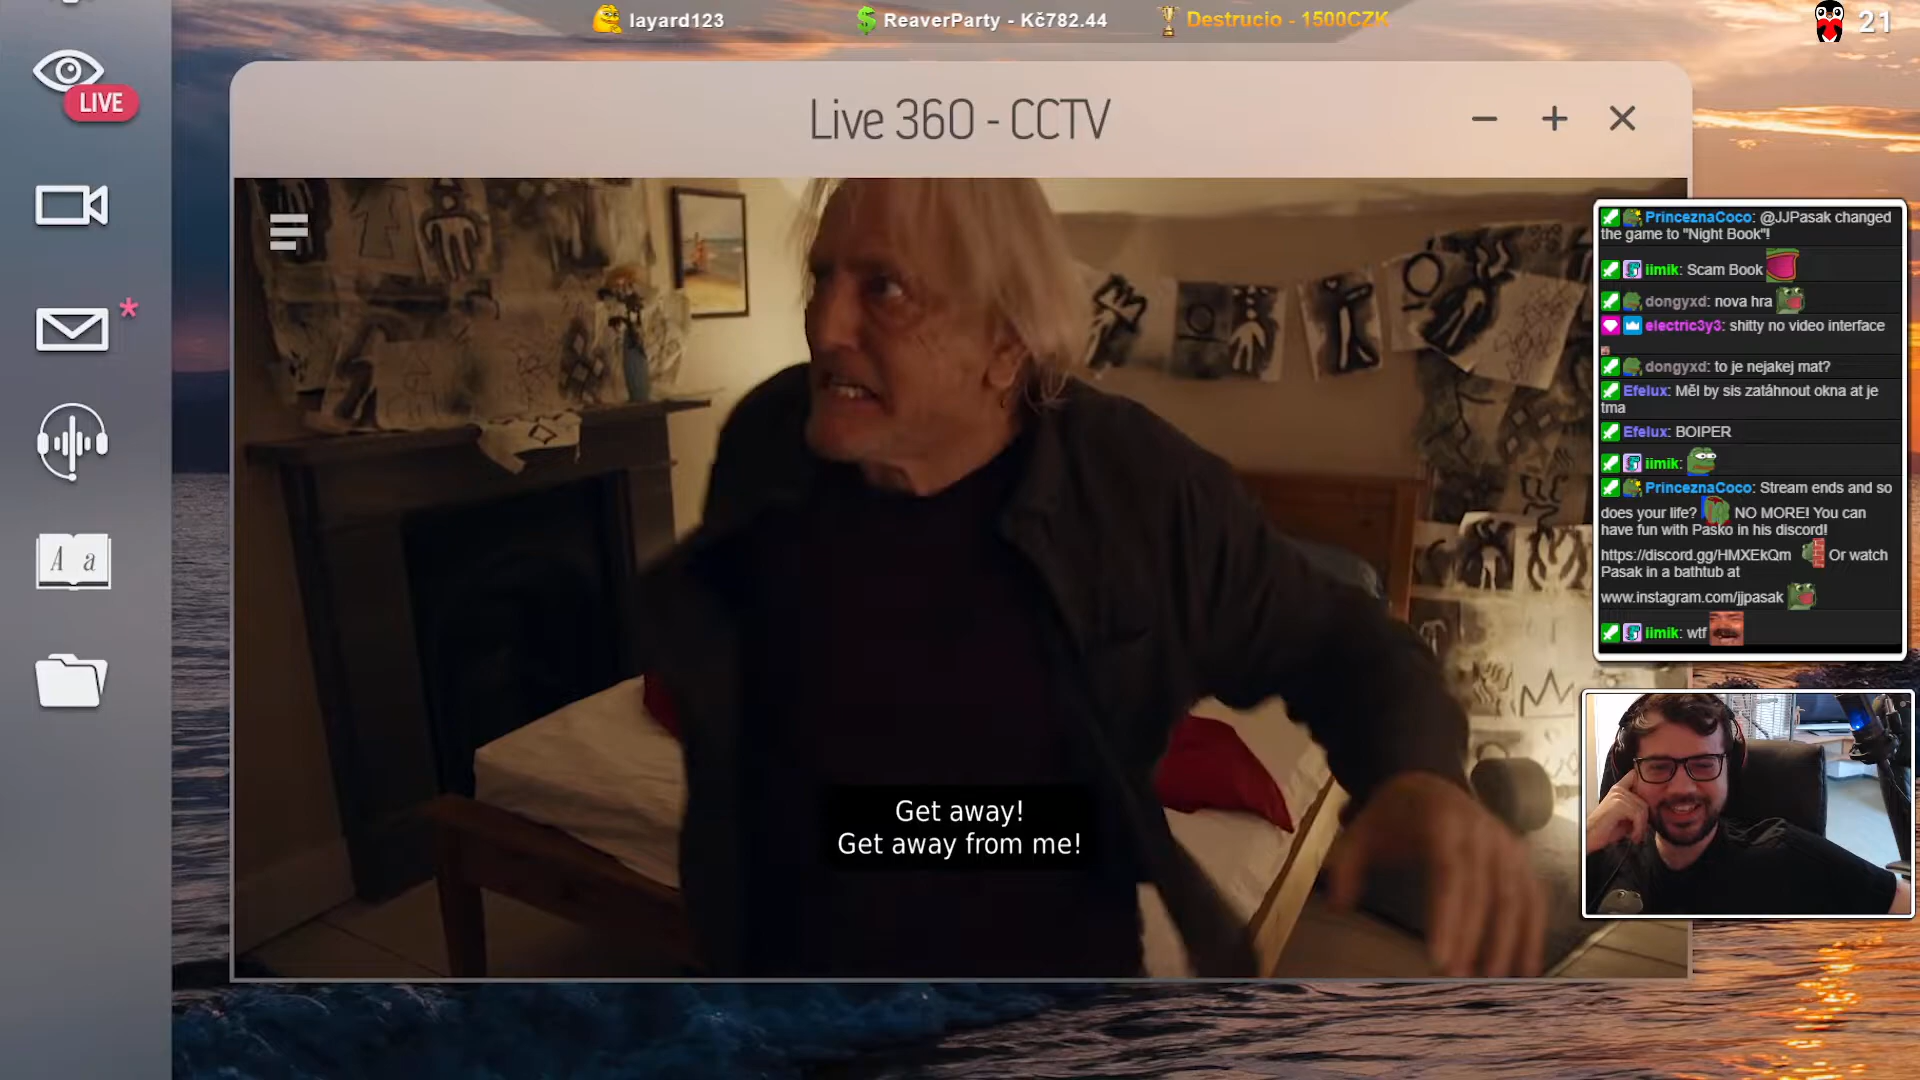 layard123
ReaverParty - Kč782.44
Destrucio - 1500CZK
21
LIVE
Live 360 - CCTV
A a
PrinceznaCoco: @JJPasak changed
the game to "Night Book"!
iimik: Scam Book
dongyxd: nova hra
electric3y3: shitty no video interface
dongyxd: to je nejakej mat?
Efelux: Měl by sis zatáhnout okna at je
tma
Efelux: BOIPER
iimik:
PrinceznaCoco: Stream ends and so
does your life? NO MORE! You can
have fun with Pasko in his discord!
https://discord.gg/HMXEkQm Or watch
Pasak in a bathtub at
www.instagram.com/jjpasak
iimik: wtf
Get away!
Get away from me!